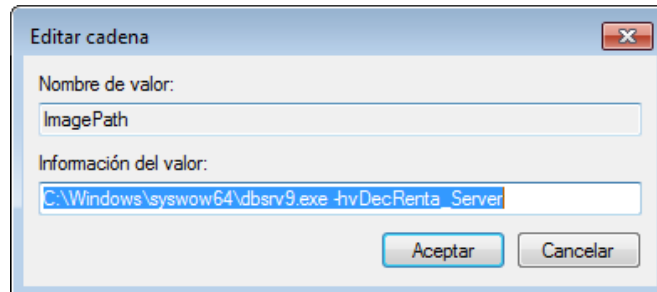 Editar cadena
Nombre de valor:
ImagePath
Información del valor:
C:\Windows\syswow64\dbsrv9.exe -hvDecRenta_Server
Aceptar Cancelar